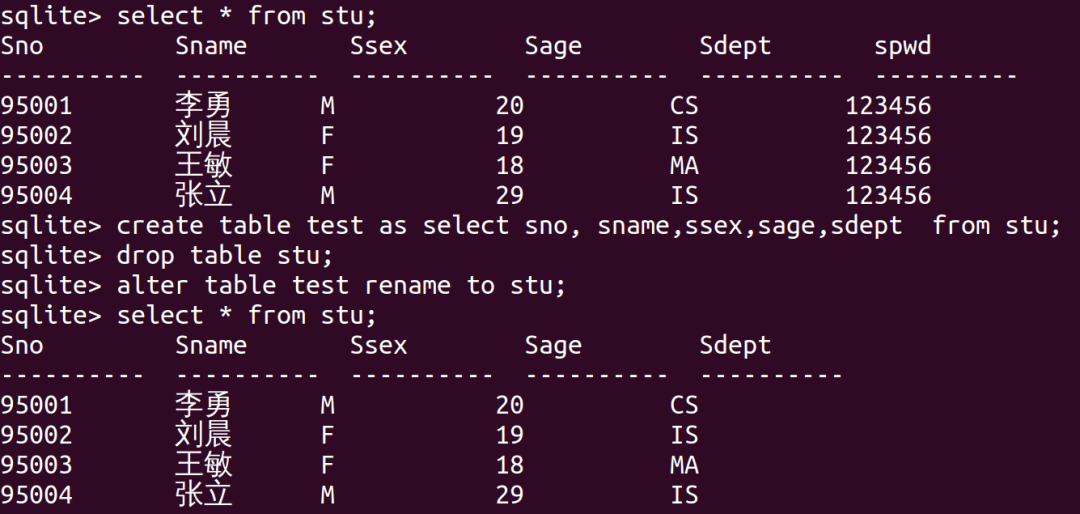 sqlite> select * from stu;
Sno         Sname       Ssex        Sage        Sdept       spwd
----------  ----------  ----------  ----------  ----------  ----------
95001       李勇      M           20          CS          123456
95002       刘晨      F           19          IS          123456
95003       王敏      F           18          MA          123456
95004       张立      M           29          IS          123456
sqlite> create table test as select sno, sname,ssex,sage,sdept  from stu;
sqlite> drop table stu;
sqlite> alter table test rename to stu;
sqlite> select * from stu;
Sno         Sname       Ssex        Sage        Sdept
----------  ----------  ----------  ----------  ----------
95001       李勇      M           20          CS
95002       刘晨      F           19          IS
95003       王敏      F           18          MA
95004       张立      M           29          IS